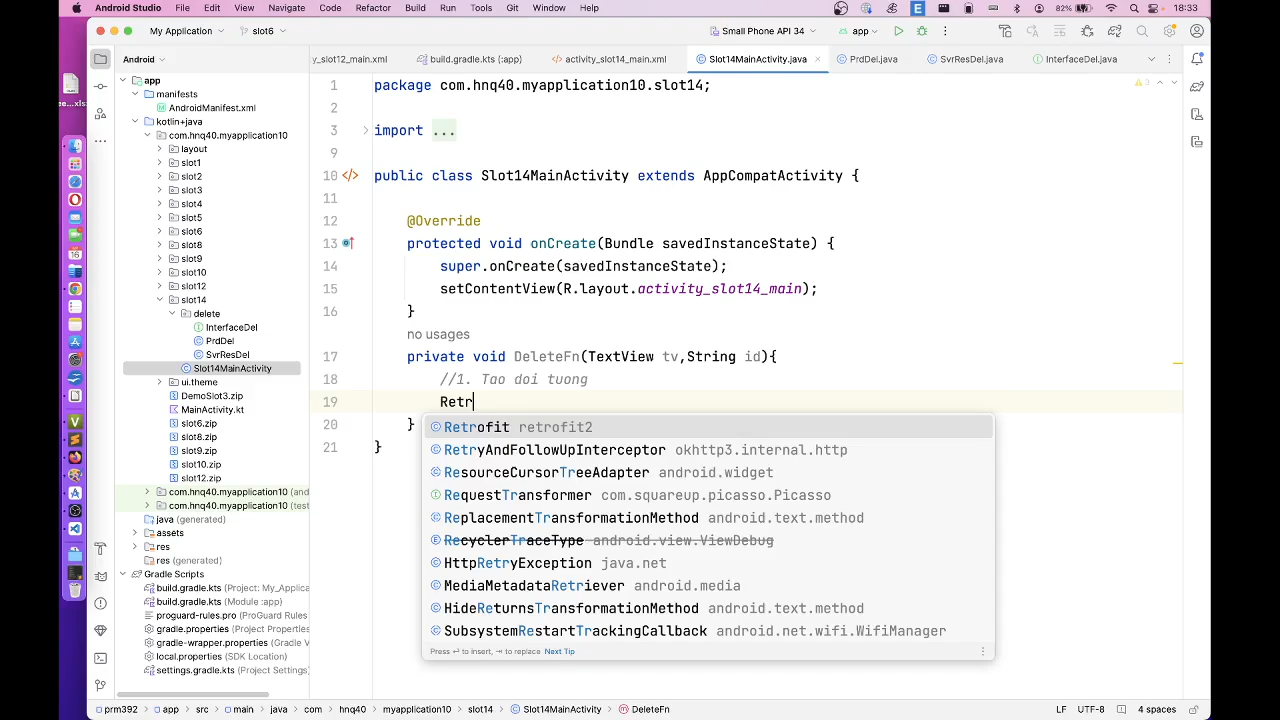 Android Studio File Edit View Navigate Code Refactor Build Run Tools Git Window Help 82% 18:33
My Application slot6 Small Phone API 34 app
Android
y_slot12_main.xml build.gradle.kts (:app) activity_slot14_main.xml Slot14MainActivity.java PrdDel.java SvrResDel.java InterfaceDel.java
app
manifests
AndroidManifest.xml
kotlin+java
com.hnq40.myapplication10
layout
slot1
slot2
slot3
slot4
slot5
slot6
slot8
slot9
slot10
slot12
slot14
delete
InterfaceDel
PrdDel
SvrResDel
Slot14MainActivity
ui.theme
DemoSlot3.zip
MainActivity.kt
slot6.zip
slot8.zip
slot9.zip
slot10.zip
slot12.zip
com.hnq40.myapplication10 (and
com.hnq40.myapplication10 (test
java (generated)
assets
res
res (generated)
Gradle Scripts
build.gradle.kts (Project: My_Applica
build.gradle.kts (Module :app)
proguard-rules.pro (ProGuard Rules
gradle.properties (Project Properties
gradle-wrapper.properties (Gradle V
local.properties (SDK Location)
settings.gradle.kts (Project Settings)
1 package com.hnq40.myapplication10.slot14;
2
3 import ...
9
10 public class Slot14MainActivity extends AppCompatActivity {
11
12 @Override
13 protected void onCreate(Bundle savedInstanceState) {
14 super.onCreate(savedInstanceState);
15 setContentView(R.layout.activity_slot14_main);
16 }
no usages
17 private void DeleteFn(TextView tv,String id){
18 //1. Tao doi tuong
19 Retr
20 }
21 }
Retrofit retrofit2
RetryAndFollowUpInterceptor okhttp3.internal.http
ResourceCursorTreeAdapter android.widget
RequestTransformer com.squareup.picasso.Picasso
ReplacementTransformationMethod android.text.method
RecyclerTraceType android.view.ViewDebug
HttpRetryException java.net
MediaMetadataRetriever android.media
HideReturnsTransformationMethod android.text.method
SubsystemRestartTrackingCallback android.net.wifi.WifiManager
Press ↵ to insert, ⇥ to replace Next Tip
prm392 app src main java com hnq40 myapplication10 slot14 Slot14MainActivity DeleteFn LF UTF-8 4 spaces